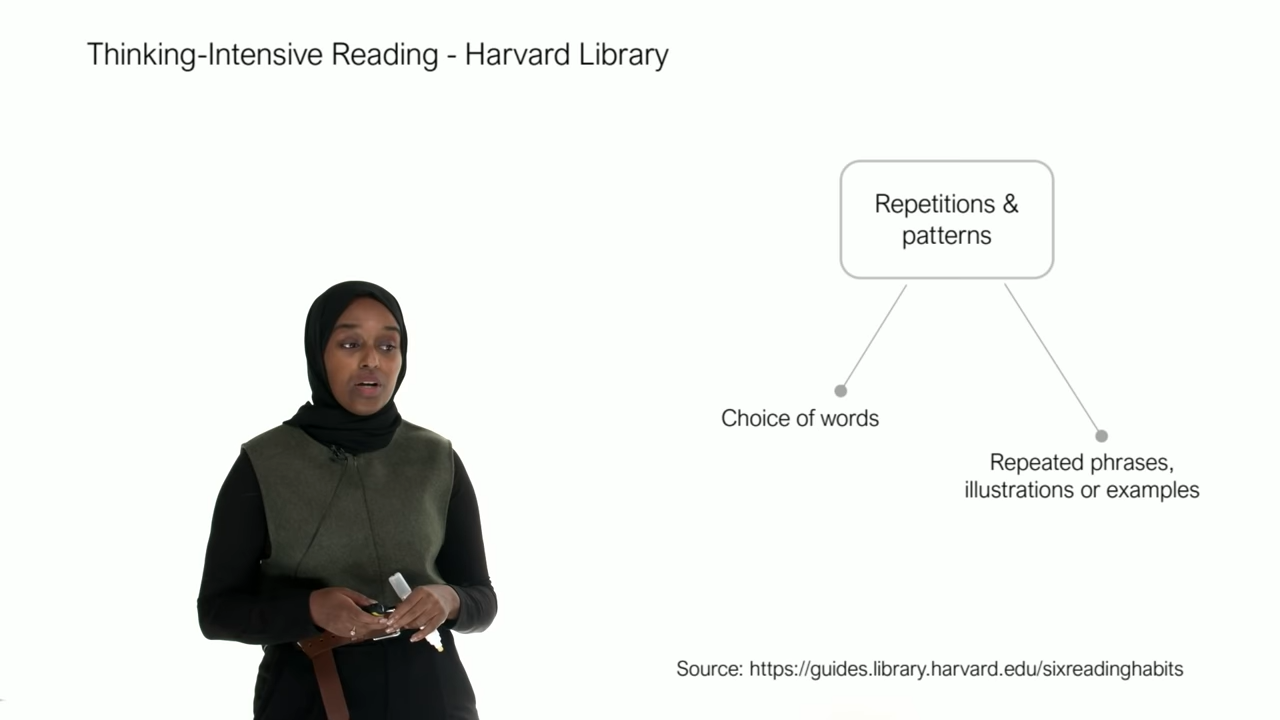 Thinking-Intensive Reading - Harvard Library
Repetitions &
patterns
Choice of words
Repeated phrases,
illustrations or examples
Source: https://guides.library.harvard.edu/sixreadinghabits